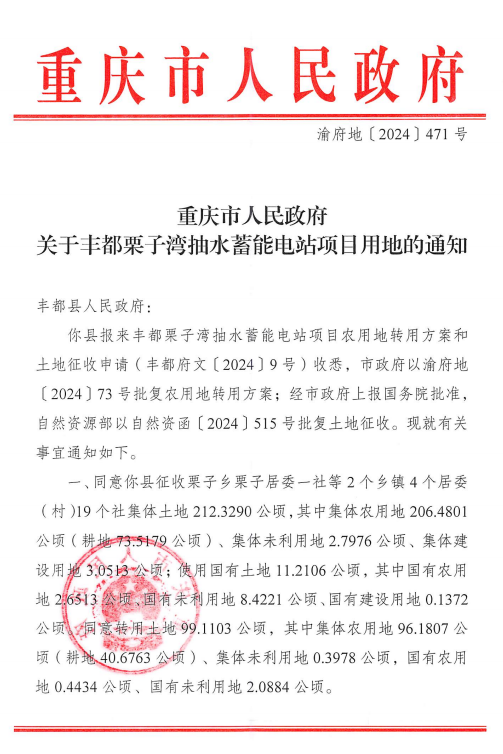 重庆市人民政府
渝府地〔2024〕471号
重庆市人民政府
关于丰都栗子湾抽水蓄能电站项目用地的通知
丰都县人民政府：
你县报来丰都栗子湾抽水蓄能电站项目农用地转用方案和
土地征收申请（丰都府文〔2024〕9号）收悉，市政府以渝府地
〔2024〕73号批复农用地转用方案；经市政府上报国务院批准，
自然资源部以自然资函〔2024〕515号批复土地征收。现就有关
事宜通知如下。
一、同意你县征收栗子乡栗子居委一社等2个乡镇4个居委
（村）19个社集体土地212.3290公顷，其中集体农用地206.4801
公顷（耕地73.5179公顷）、集体未利用地2.7976公顷、集体建
设用地3.0513公顷；使用国有土地11.2106公顷，其中国有农用
地2.6513公顷、国有未利用地8.4221公顷、国有建设用地0.1372
公顷。同意转用土地99.1103公顷，其中集体农用地96.1807公
顷（耕地40.6763公顷）、集体未利用地0.3978公顷，国有农用
地0.4434公顷、国有未利用地2.0884公顷。